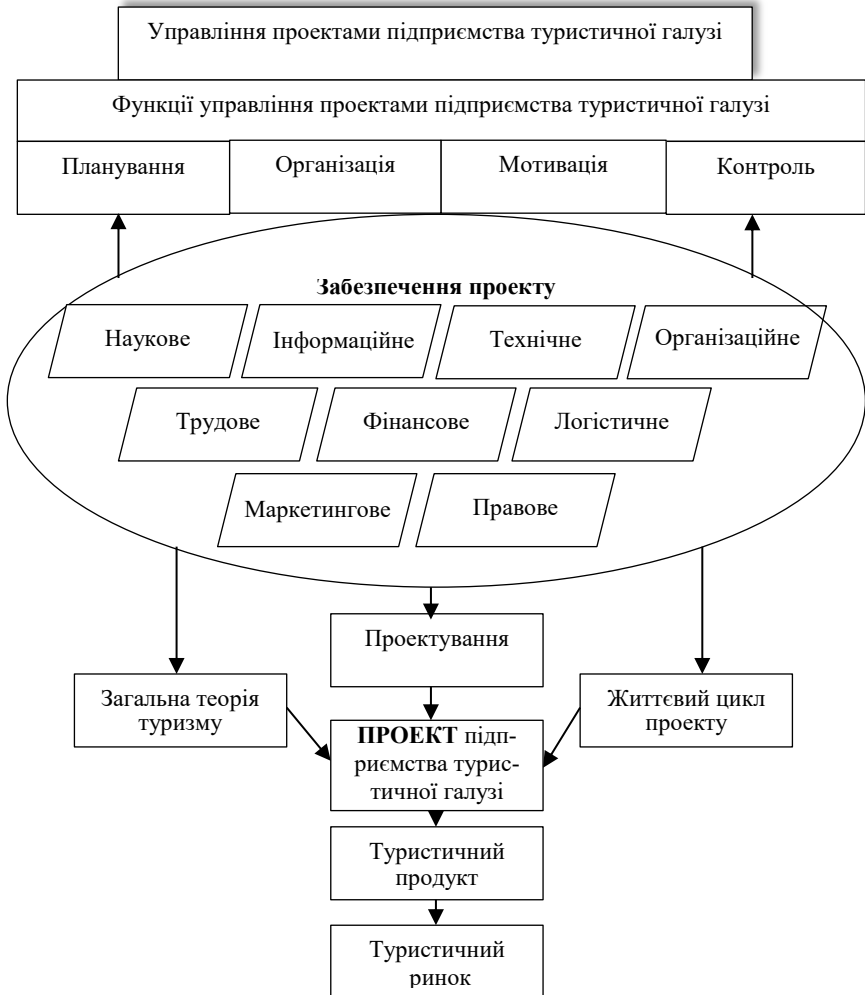 Управління проектами підприємства туристичної галузі
Функції управління проектами підприємства туристичної галузі
Планування
Організація
Мотивація
Контроль
Забезпечення проекту
Наукове
Інформаційне
Технічне
Організаційне
Трудове
Фінансове
Логістичне
Маркетингове
Правове
Проектування
Загальна теорія
туризму
Життєвий цикл
проекту
ПРОЕКТ підп-
риємства турис-
тичної галузі
Туристичний
продукт
Туристичний
ринок